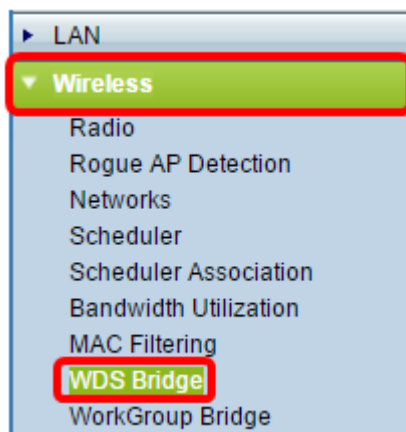 LAN
Wireless
Radio
Rogue AP Detection
Networks
Scheduler
Scheduler Association
Bandwidth Utilization
MAC Filtering
WDS Bridge
WorkGroup Bridge